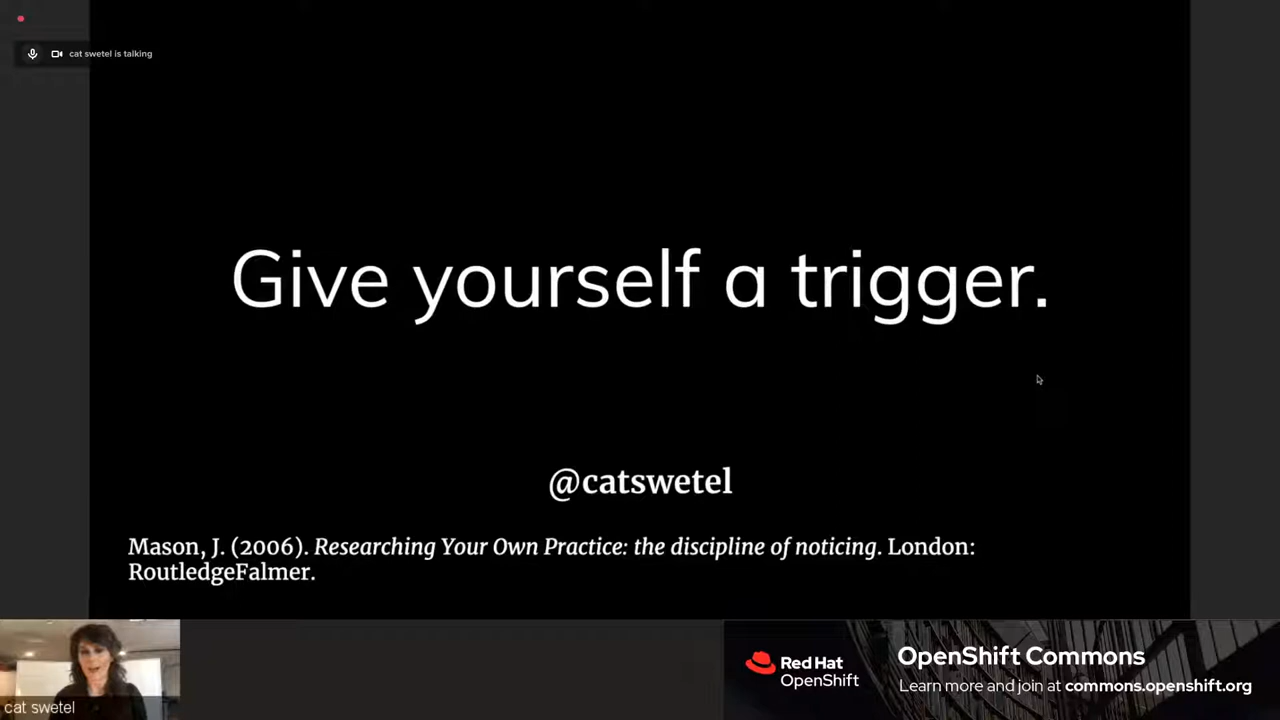 cat swetel is talking
Give yourself a trigger.
@catswetel
Mason, J. (2006). Researching Your Own Practice: the discipline of noticing. London:
RoutledgeFalmer.
cat swetel
Red Hat
OpenShift
OpenShift Commons
Learn more and join at commons.openshift.org